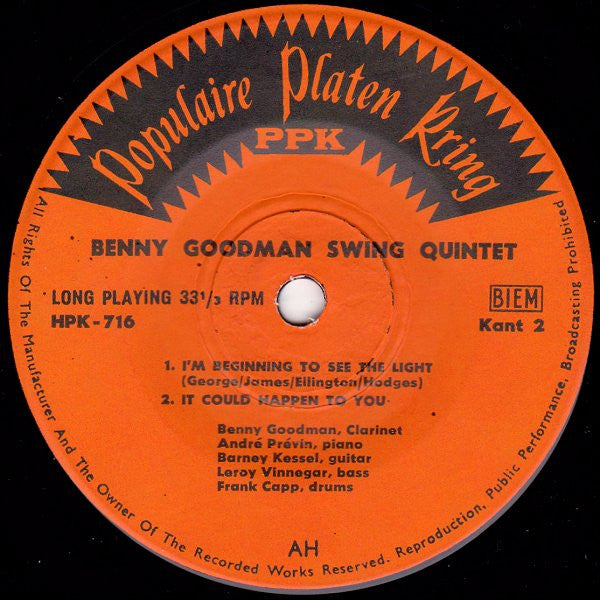 Populaire Platen Kring
PPK
BENNY GOODMAN SWING QUINTET
LONG PLAYING 33 1/3 RPM
HPK-716
BIEM
Kant 2
1. I'M BEGINNING TO SEE THE LIGHT
(George/James/Ellington/Hodges)
2. IT COULD HAPPEN TO YOU
Benny Goodman, Clarinet
André Prévin, piano
Barney Kessel, guitar
Leroy Vinnegar, bass
Frank Capp, drums
AH
All Rights Of The Manufacturer And The Owner Of The Recorded Works Reserved. Reproduction, Public Performance, Broadcasting Prohibited